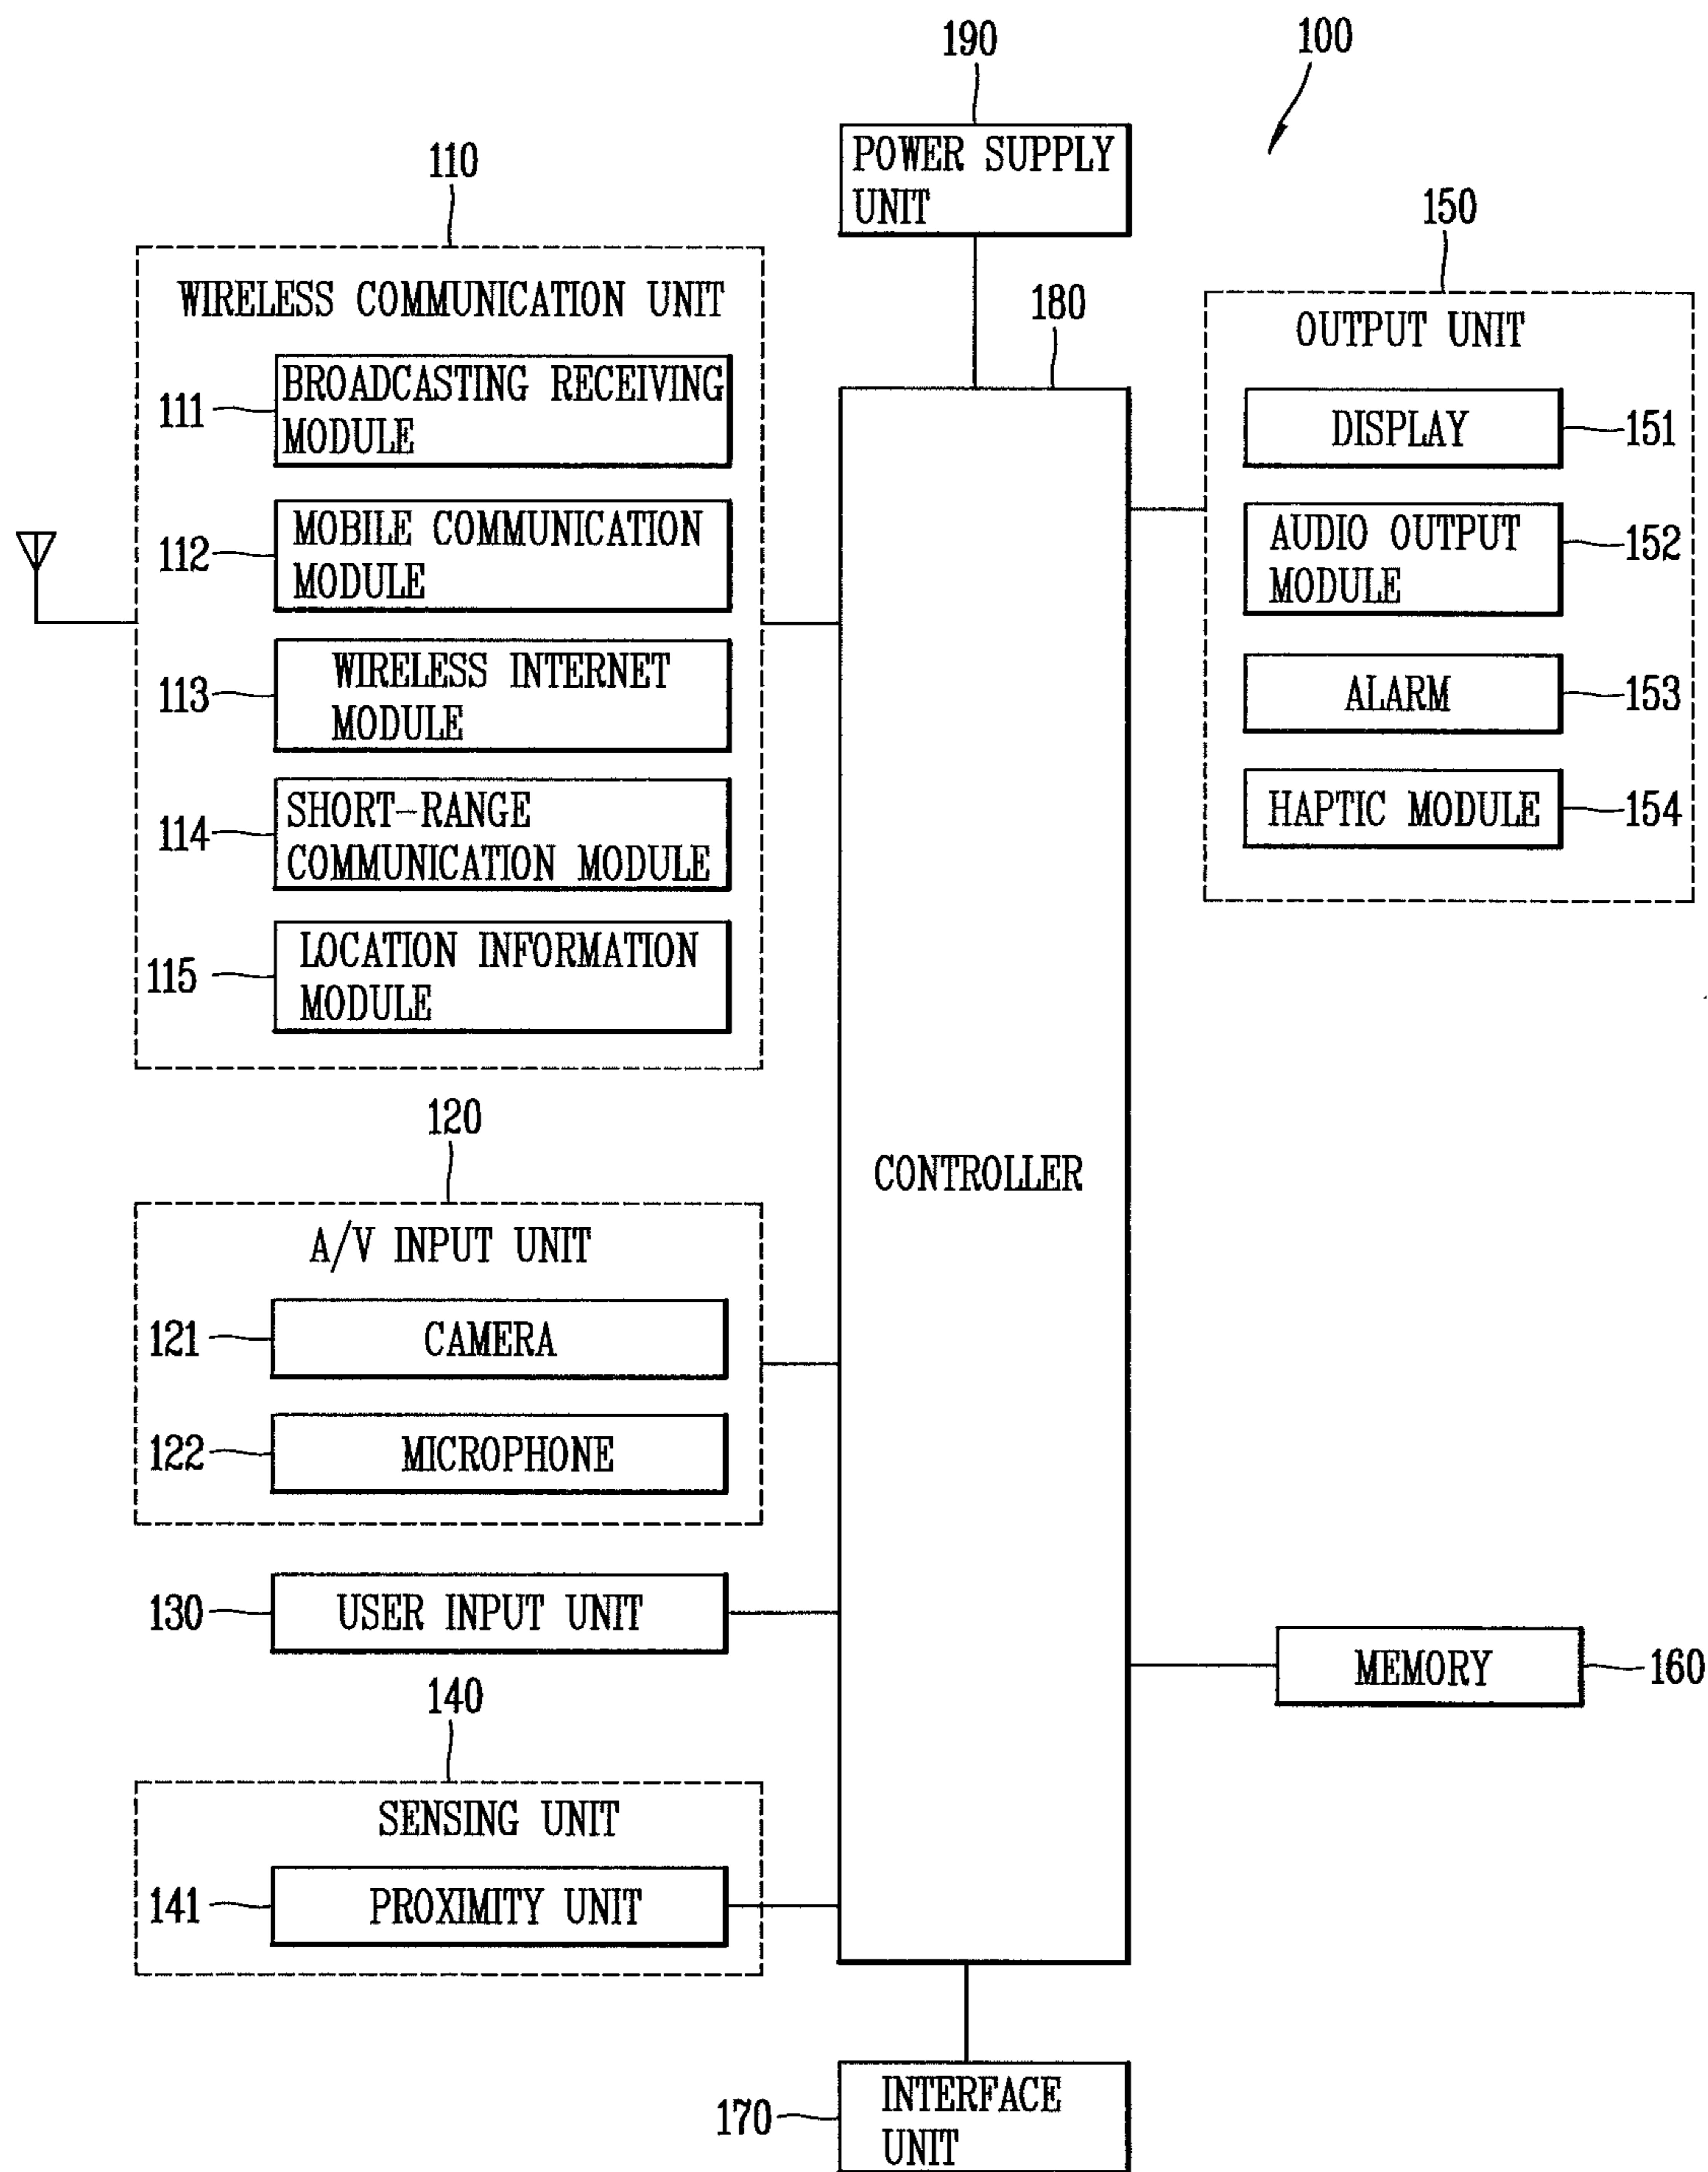 190
100
POWER SUPPLY
UNIT
110
WIRELESS COMMUNICATION UNIT
111
BROADCASTING RECEIVING
MODULE
112
MOBILE COMMUNICATION
MODULE
113
WIRELESS INTERNET
MODULE
114
SHORT-RANGE
COMMUNICATION MODULE
115
LOCATION INFORMATION
MODULE
180
CONTROLLER
150
OUTPUT UNIT
DISPLAY
151
AUDIO OUTPUT
MODULE
152
ALARM
153
HAPTIC MODULE
154
120
A/V INPUT UNIT
121
CAMERA
122
MICROPHONE
130
USER INPUT UNIT
140
SENSING UNIT
141
PROXIMITY UNIT
MEMORY
160
170
INTERFACE
UNIT